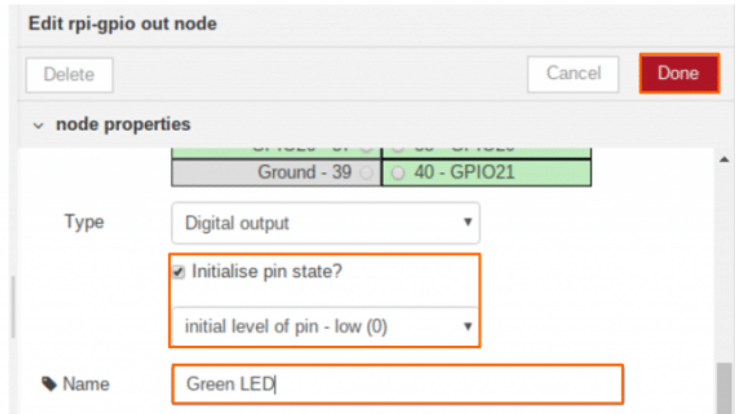 Edit rpi-gpio out node
Delete Cancel Done
node properties
Ground - 39 40 - GPIO21
Type Digital output
Initialise pin state?
initial level of pin - low (0)
Name Green LED